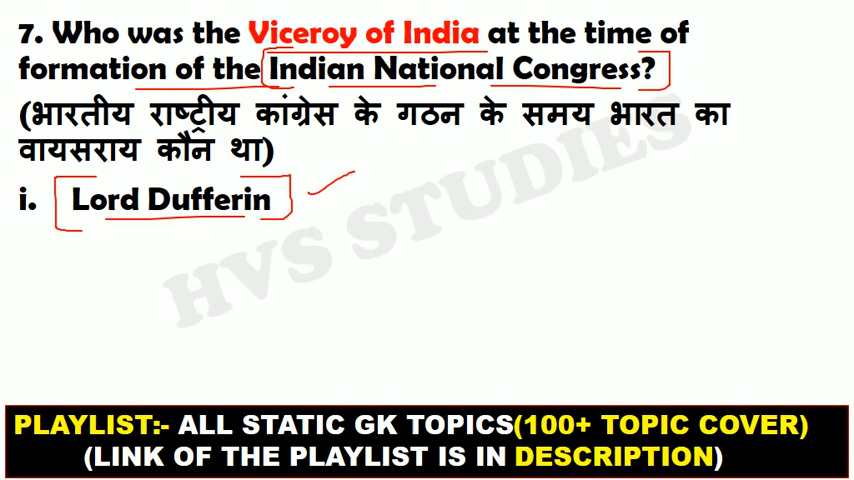 7. Who was the Viceroy of India at the time of
formation of the Indian National Congress?
(भारतीय राष्ट्रीय कांग्रेस के गठन के समय भारत का
वायसराय कौन था)
i. Lord Dufferin
HVS STUDIES
PLAYLIST:- ALL STATIC GK TOPICS(100+ TOPIC COVER)
(LINK OF THE PLAYLIST IS IN DESCRIPTION)